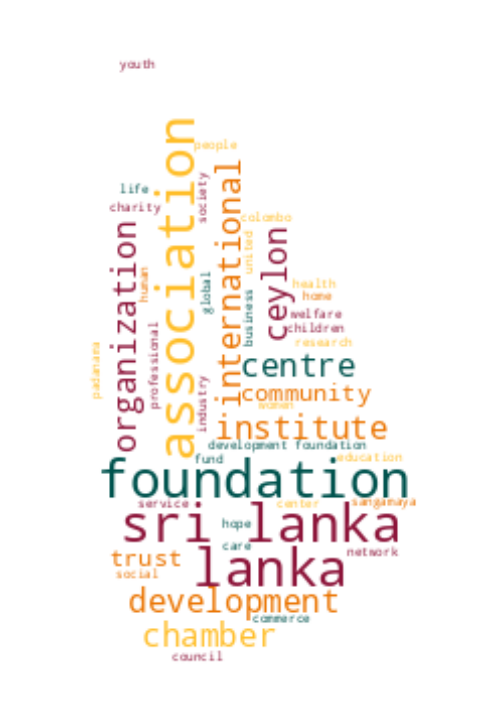 youth
association
people
international
life
society
charity
colombo
organization
ceylon
united
human
global
health
business
home
welfare
professional
children
padanama
research
centre
industry
community
women
institute
development foundation
fund
education
foundation
service
center
sangamaya
sri lanka
hope
care
network
trust
lanka
social
development
commerce
chamber
council